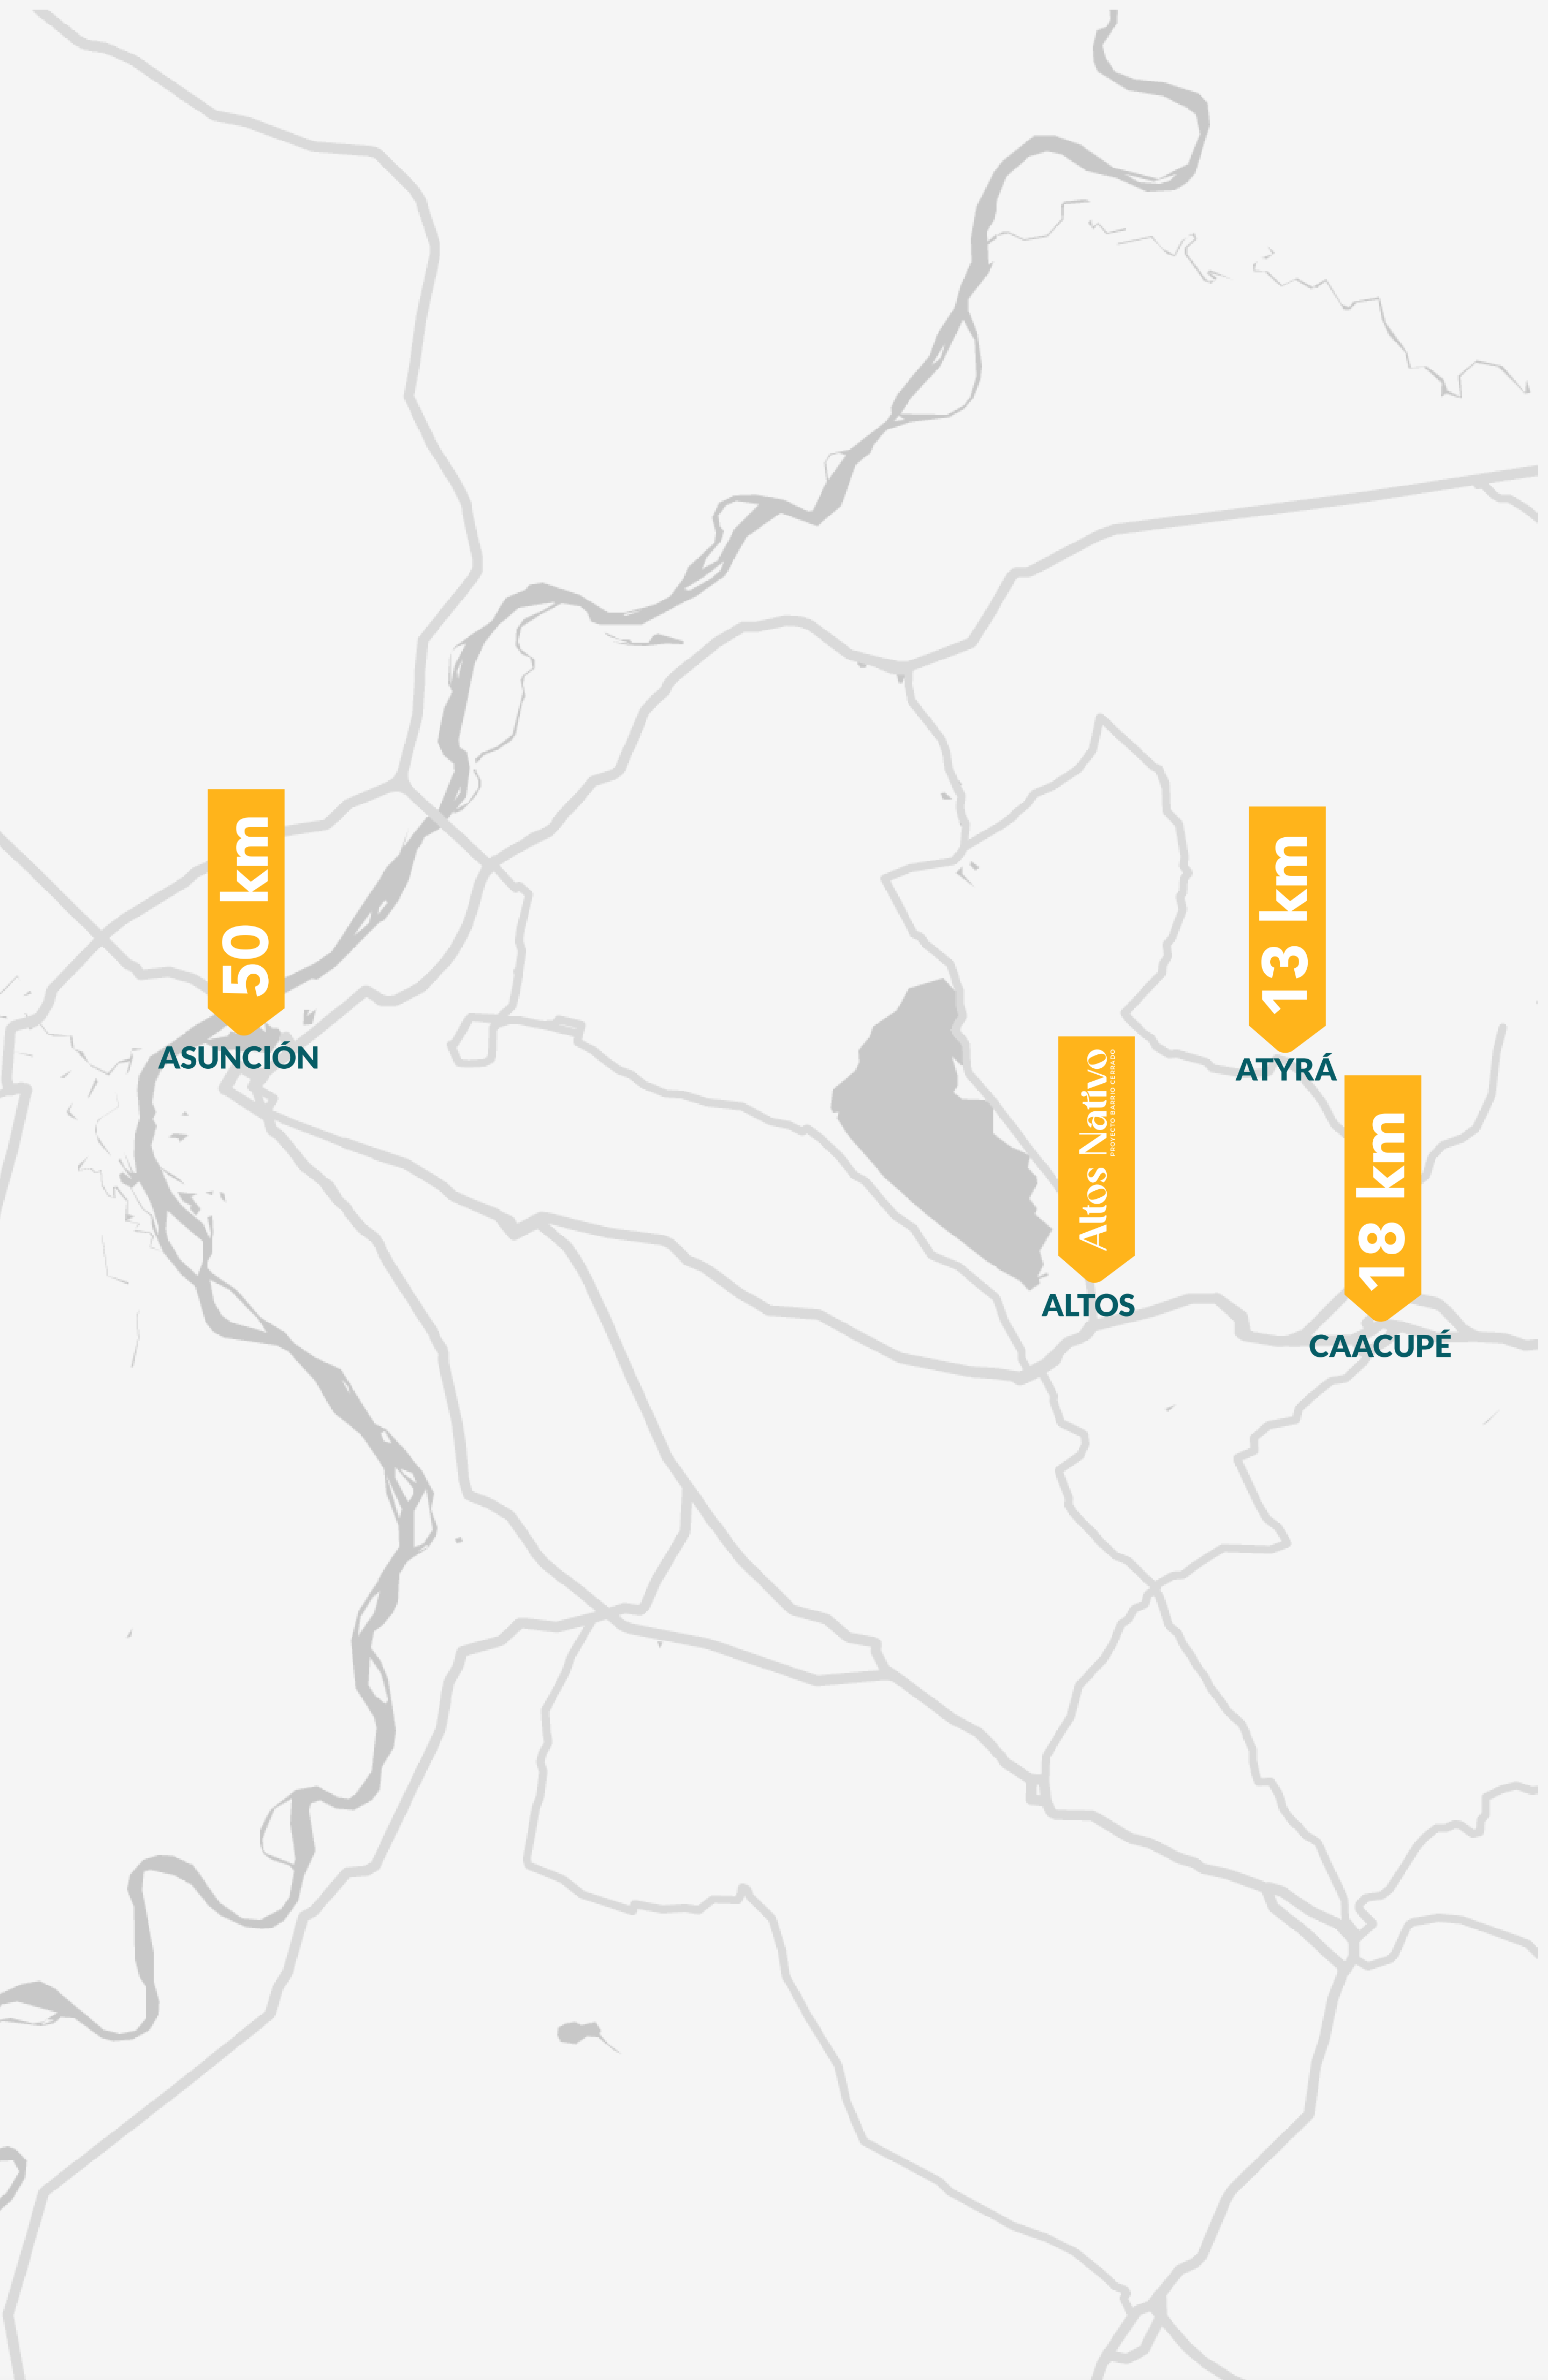 50 km
ASUNCIÓN
13 km
ATYRÁ
Altos Nativo
PROYECTO BARRIO CERRADO
ALTOS
18 km
CAACUPÉ